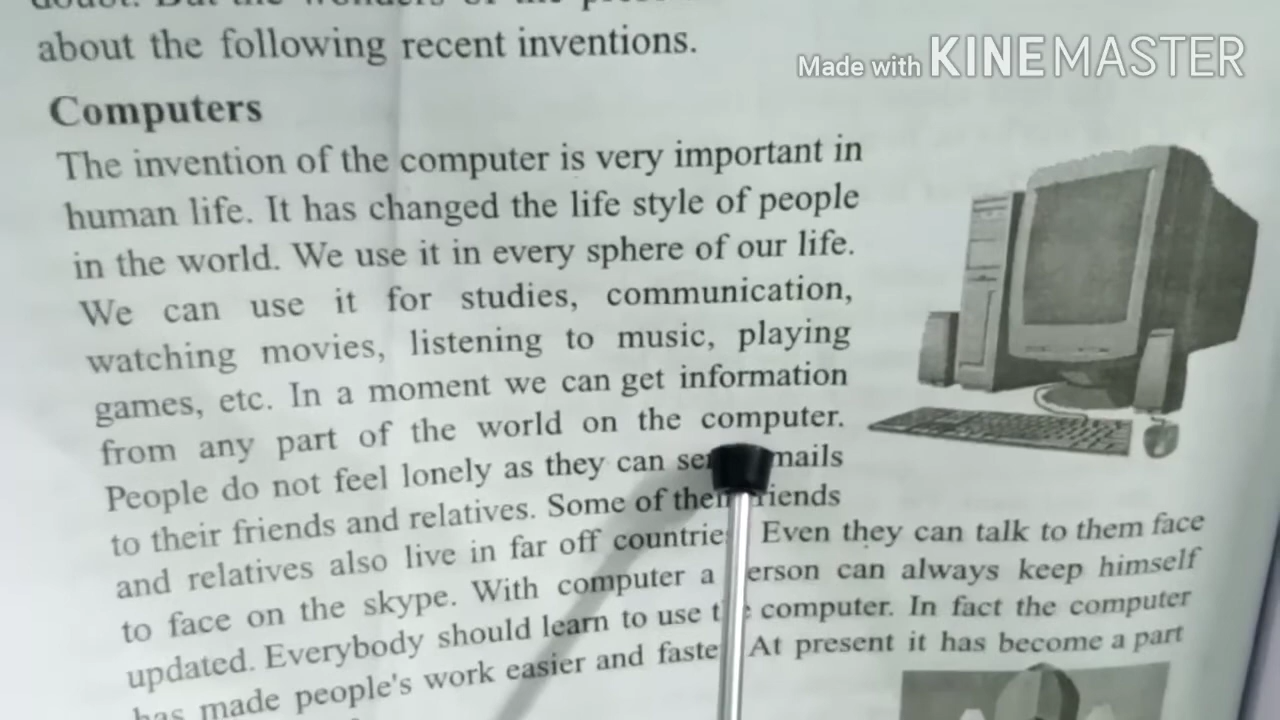 about the following recent inventions.
Made with KINEMASTER
Computers
The invention of the computer is very important in
human life. It has changed the life style of people
in the world. We use it in every sphere of our life.
We can use it for studies, communication,
watching movies, listening to music, playing
games, etc. In a moment we can get information
from any part of the world on the computer.
People do not feel lonely as they can mails
to their friends and relatives. Some of their friends
and relatives also live in far off countries. Even they can talk to them face
to face on the skype. With computer a person can always keep himself
updated. Everybody should learn to use the computer. In fact the computer
has made people's work easier and faster. At present it has become a part